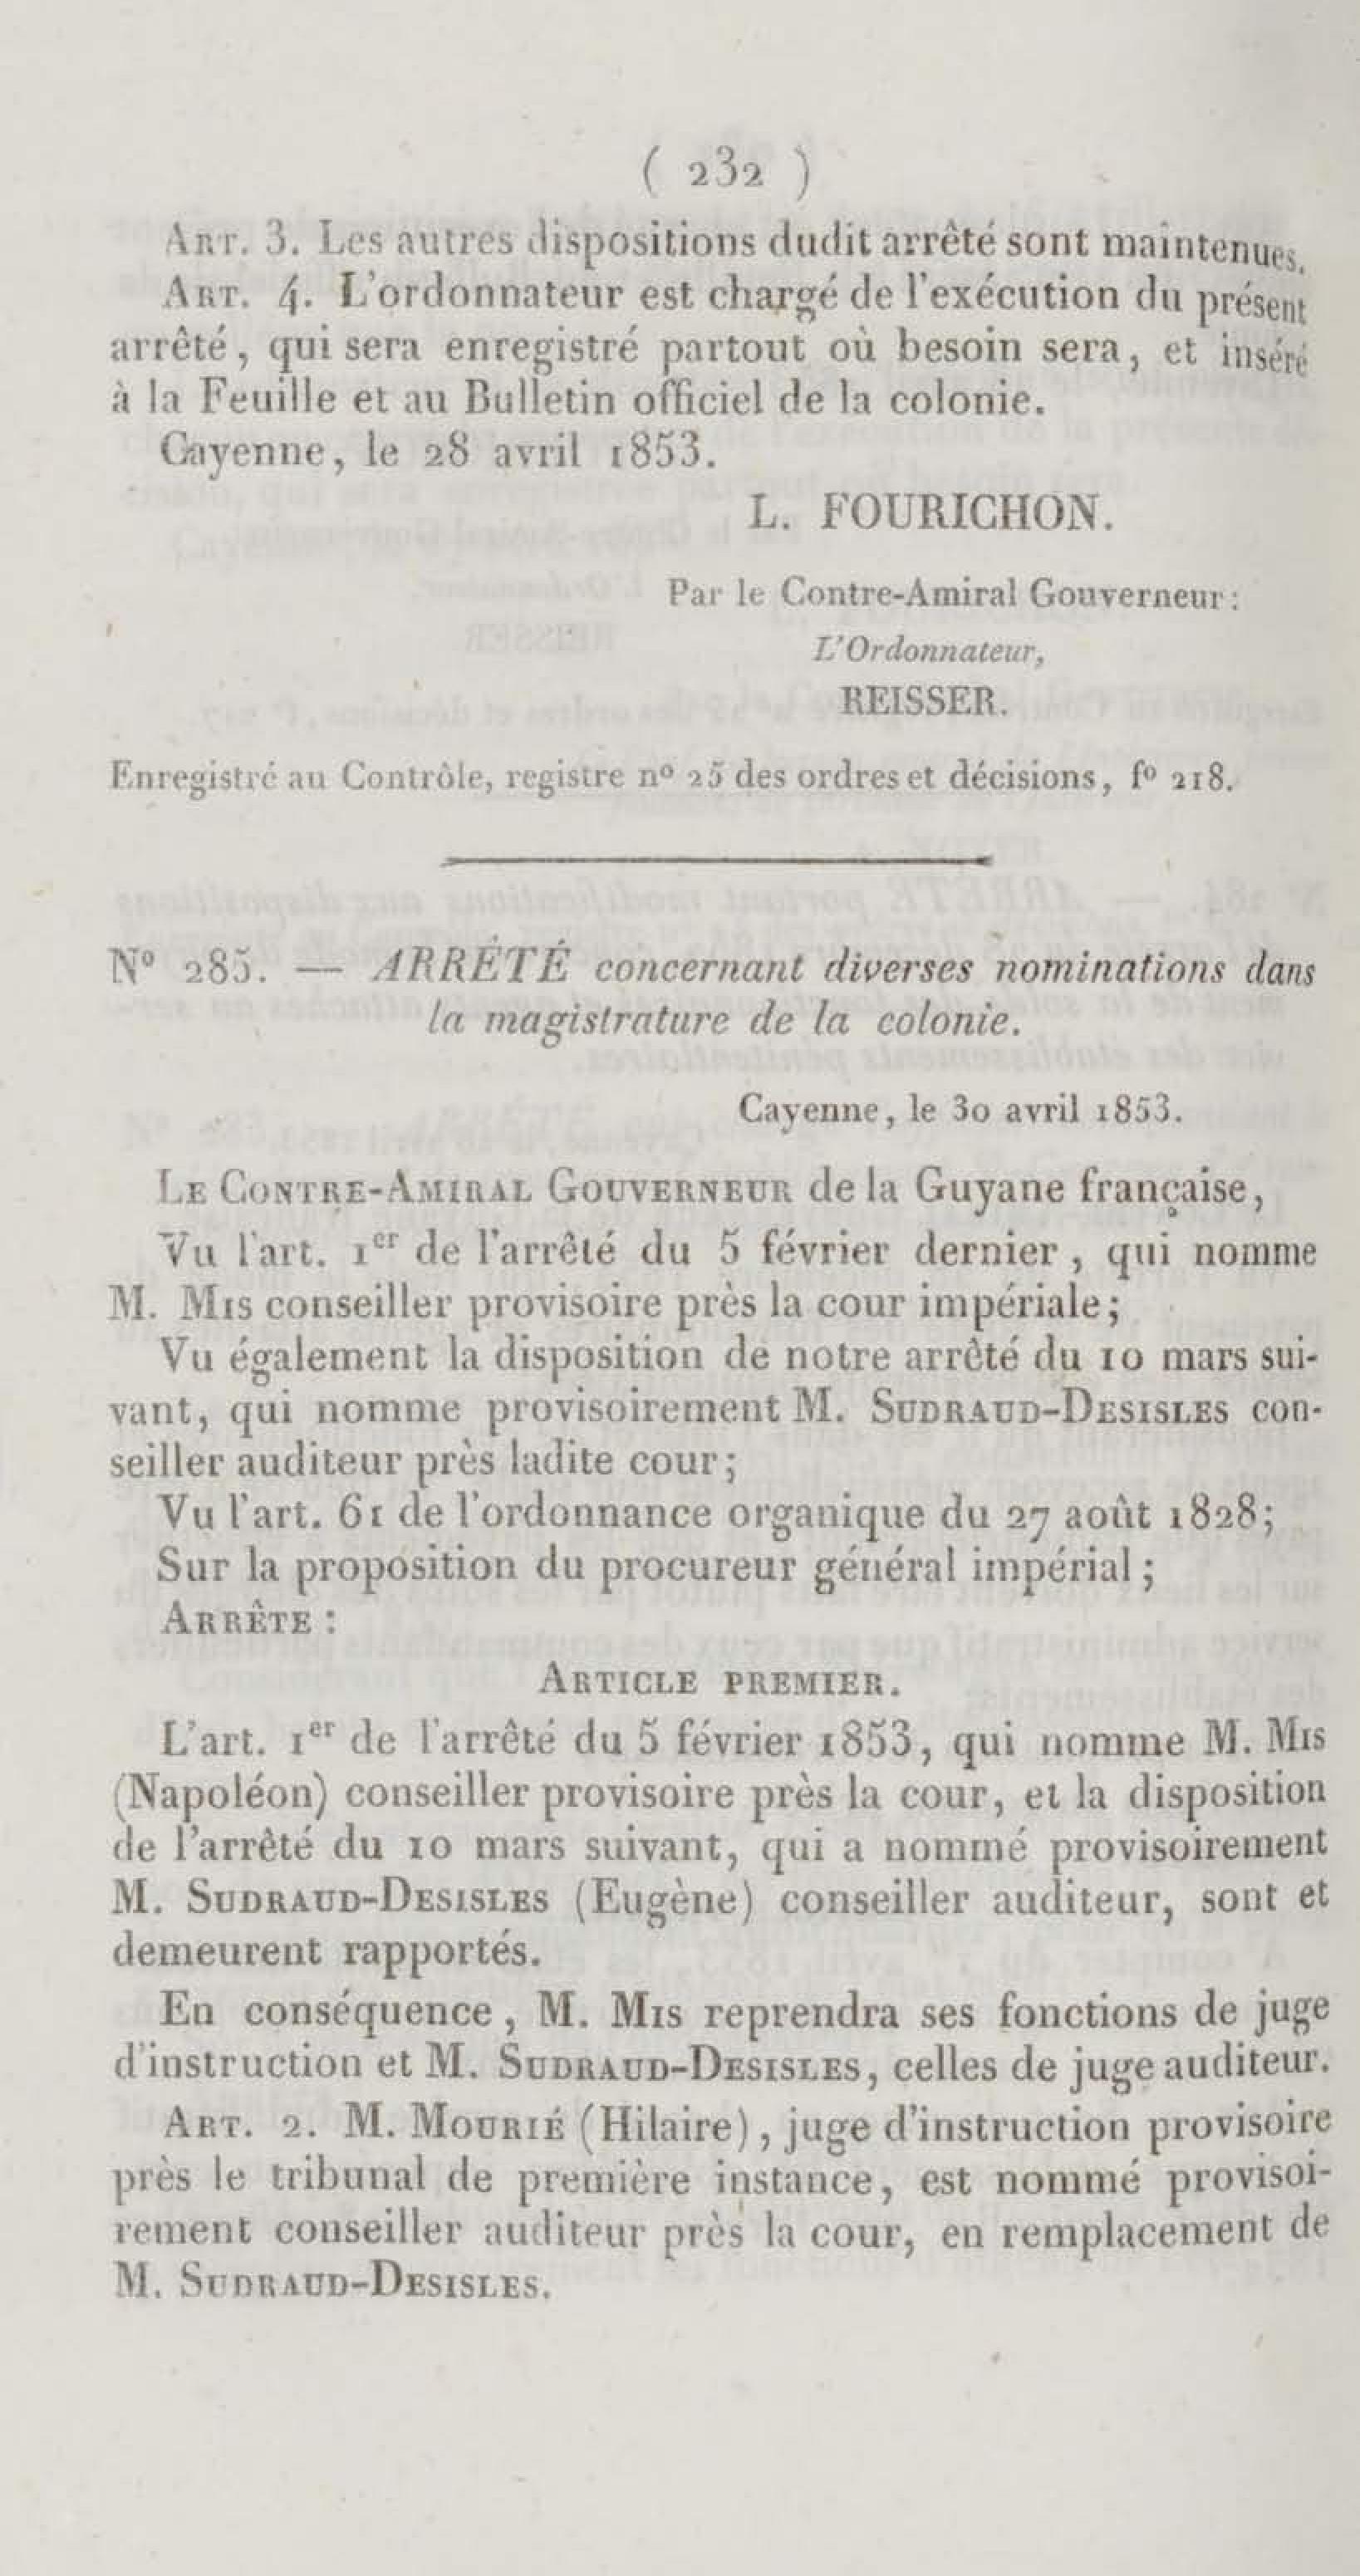 ( 232 )
ART. 3. Les autres dispositions dudit arrêté sont maintenues.
ART. 4. L'ordonnateur est chargé de l'exécution du présent
arrêté, qui sera enregistré partout où besoin sera, et inséré
à la Feuille et au Bulletin officiel de la colonie.
Cayenne, le 28 avril 1853.
L. FOURICHON.
Par le Contre-Amiral Gouverneur:
L'Ordonnateur,
REISSER.
Enregistré au Contrôle, registre nº 25 des ordres et décisions, fº 218.
Nº 285. — ARRÊTÉ concernant diverses nominations dans
la magistrature de la colonie.
Cayenne, le 30 avril 1853.
LE CONTRE-AMIRAL GOUVERNEUR de la Guyane française,
Vu l'art. 1er de l'arrêté du 5 février dernier, qui nomme
M. MIS conseiller provisoire près la cour impériale;
Vu également la disposition de notre arrêté du 10 mars sui-
vant, qui nomme provisoirement M. SUDRAUD-DESISLES con-
seiller auditeur près ladite cour;
Vu l'art. 61 de l'ordonnance organique du 27 août 1828;
Sur la proposition du procureur général impérial;
ARRÊTE:
ARTICLE PREMIER.
L'art. 1er de l'arrêté du 5 février 1853, qui nomme M. MIS
(Napoléon) conseiller provisoire près la cour, et la disposition
de l'arrêté du 10 mars suivant, qui a nommé provisoirement
M. SUDRAUD-DESISLES (Eugène) conseiller auditeur, sont et
demeurent rapportés.
En conséquence, M. MIS reprendra ses fonctions de juge
d'instruction et M. SUDRAUD-DESISLES, celles de juge auditeur.
ART. 2. M. MOURIÉ (Hilaire), juge d'instruction provisoire
près le tribunal de première instance, est nommé provisoi-
rement conseiller auditeur près la cour, en remplacement de
M. SUDRAUD-DESISLES.